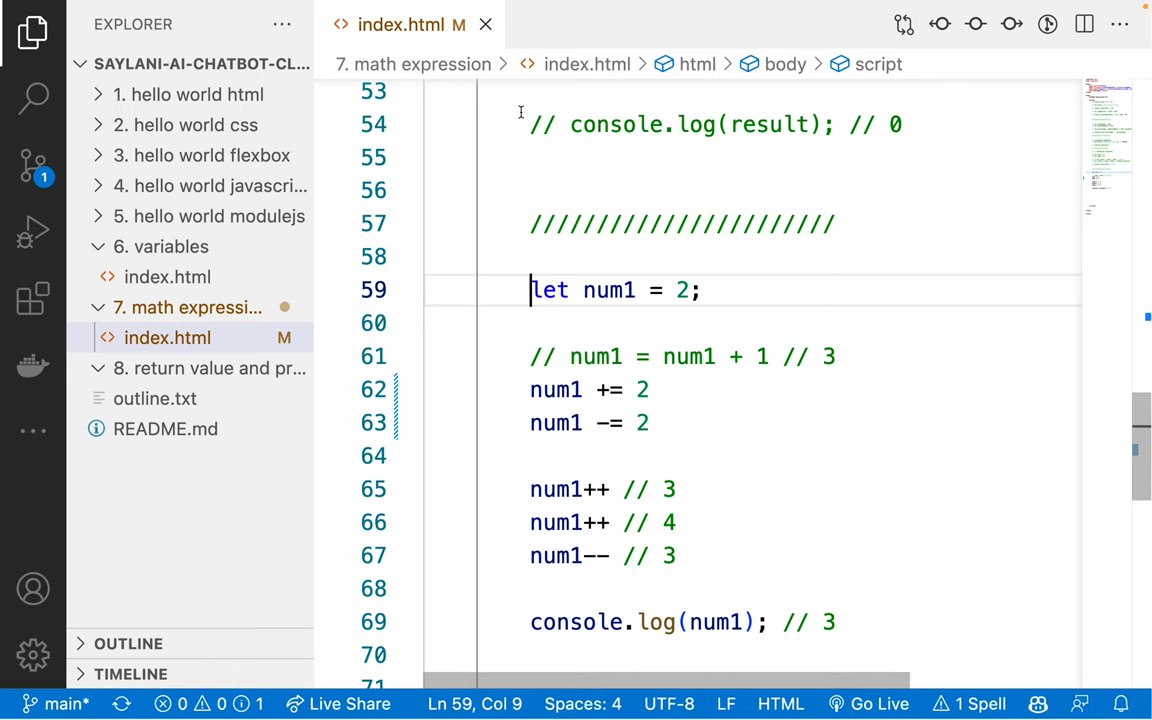 EXPLORER
SAYLANI-AI-CHATBOT-CL...
1. hello world html
2. hello world css
3. hello world flexbox
4. hello world javascri...
5. hello world modulejs
6. variables
index.html
7. math expressi...
index.html M
8. return value and pr...
outline.txt
README.md
OUTLINE
TIMELINE
1
index.html M
7. math expression > index.html > html > body > script
53
54 // console.log(result); // 0
55
56
57 ///////////////////////
58
59 let num1 = 2;
60
61 // num1 = num1 + 1 // 3
62 num1 += 2
63 num1 -= 2
64
65 num1++ // 3
66 num1++ // 4
67 num1-- // 3
68
69 console.log(num1); // 3
70
71
main* 0 0 1 Live Share Ln 59, Col 9 Spaces: 4 UTF-8 LF HTML Go Live 1 Spell